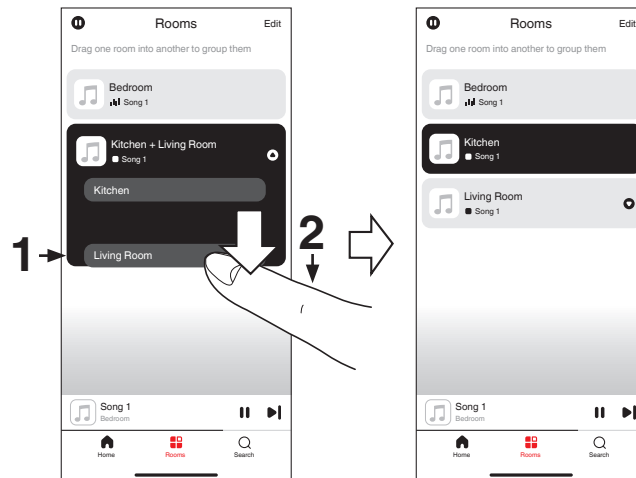 Rooms Edit
Drag one room into another to group them
Bedroom
Song 1
Kitchen + Living Room
Song 1
Kitchen
Living Room
1
2
Song 1
Bedroom
Home Rooms Search
Rooms Edit
Drag one room into another to group them
Bedroom
Song 1
Kitchen
Song 1
Living Room
Song 1
Song 1
Bedroom
Home Rooms Search